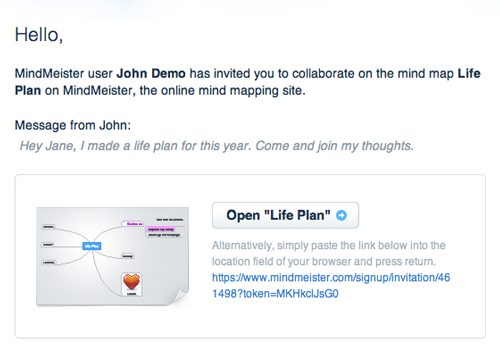 Hello,
MindMeister user John Demo has invited you to collaborate on the mind map Life
Plan on MindMeister, the online mind mapping site.
Message from John:
Hey Jane, I made a life plan for this year. Come and join my thoughts.
Life Plan
Open "Life Plan"
Alternatively, simply paste the link below into the
location field of your browser and press return.
https://www.mindmeister.com/signup/invitation/46
1498?token=MKHkclJsG0